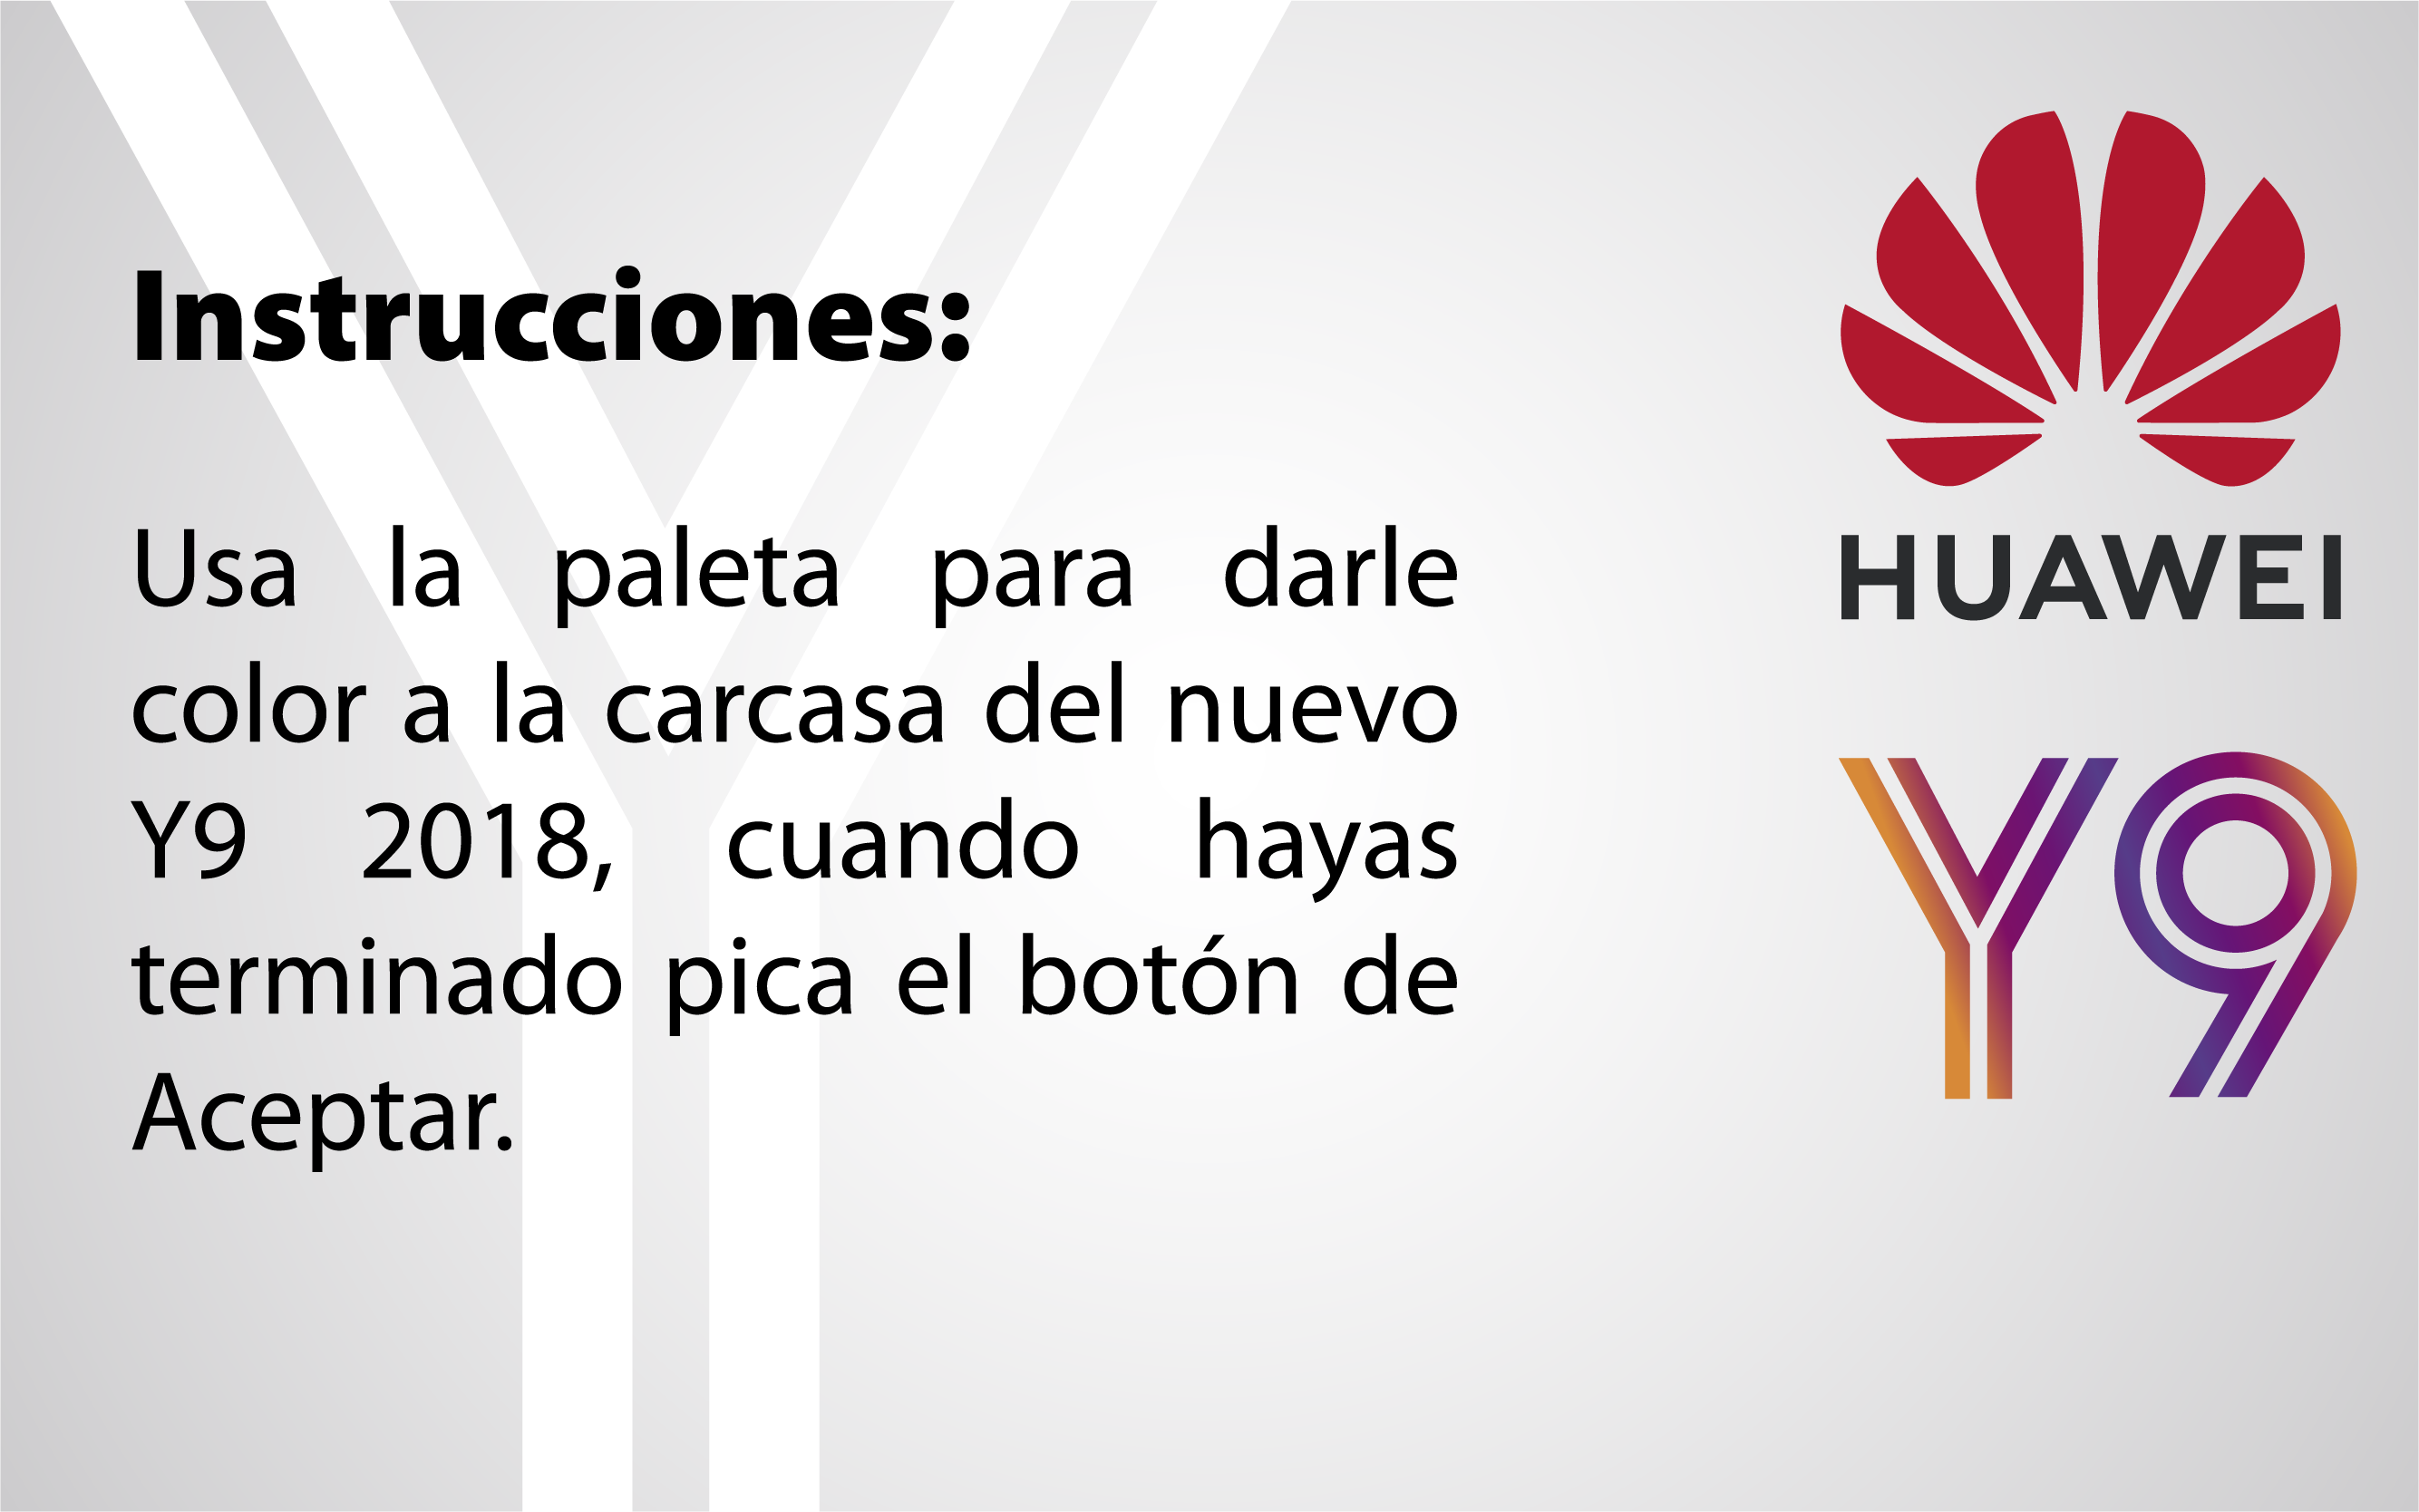 Instrucciones:
Usa la paleta para darle
color a la carcasa del nuevo
Y9 2018, cuando hayas
terminado pica el botón de
Aceptar.
HUAWEI
Y9